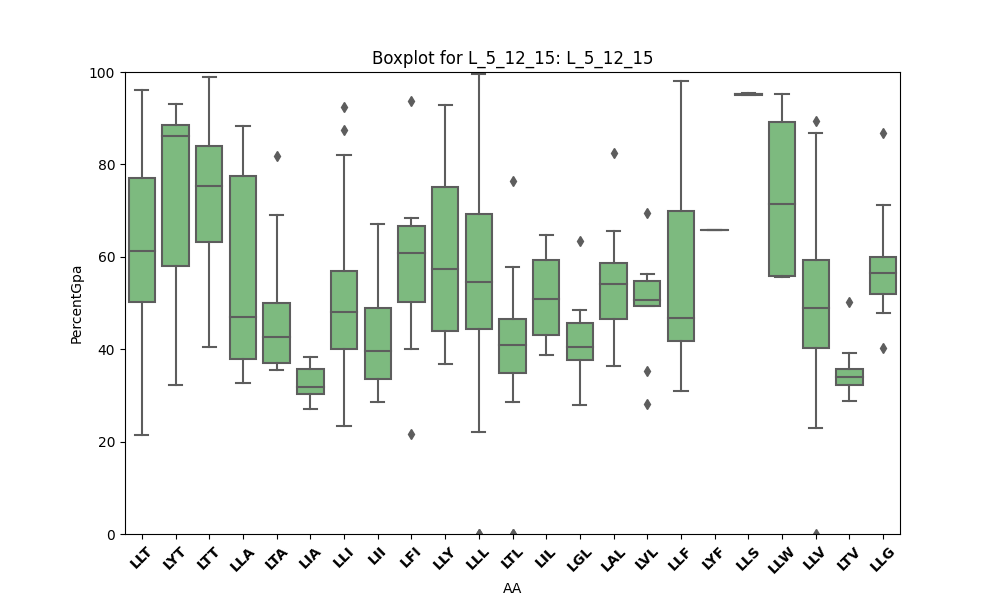 Boxplot for L_5_12_15: L_5_12_15
100
80
60
40
20
0
PercentGpa
LLT LYT LTT LLA LTA LIA LLI LII LFI LLY LLL LTL LIL LGL LAL LVL LLF LYF LLS LLW LLV LTV LLG
AA